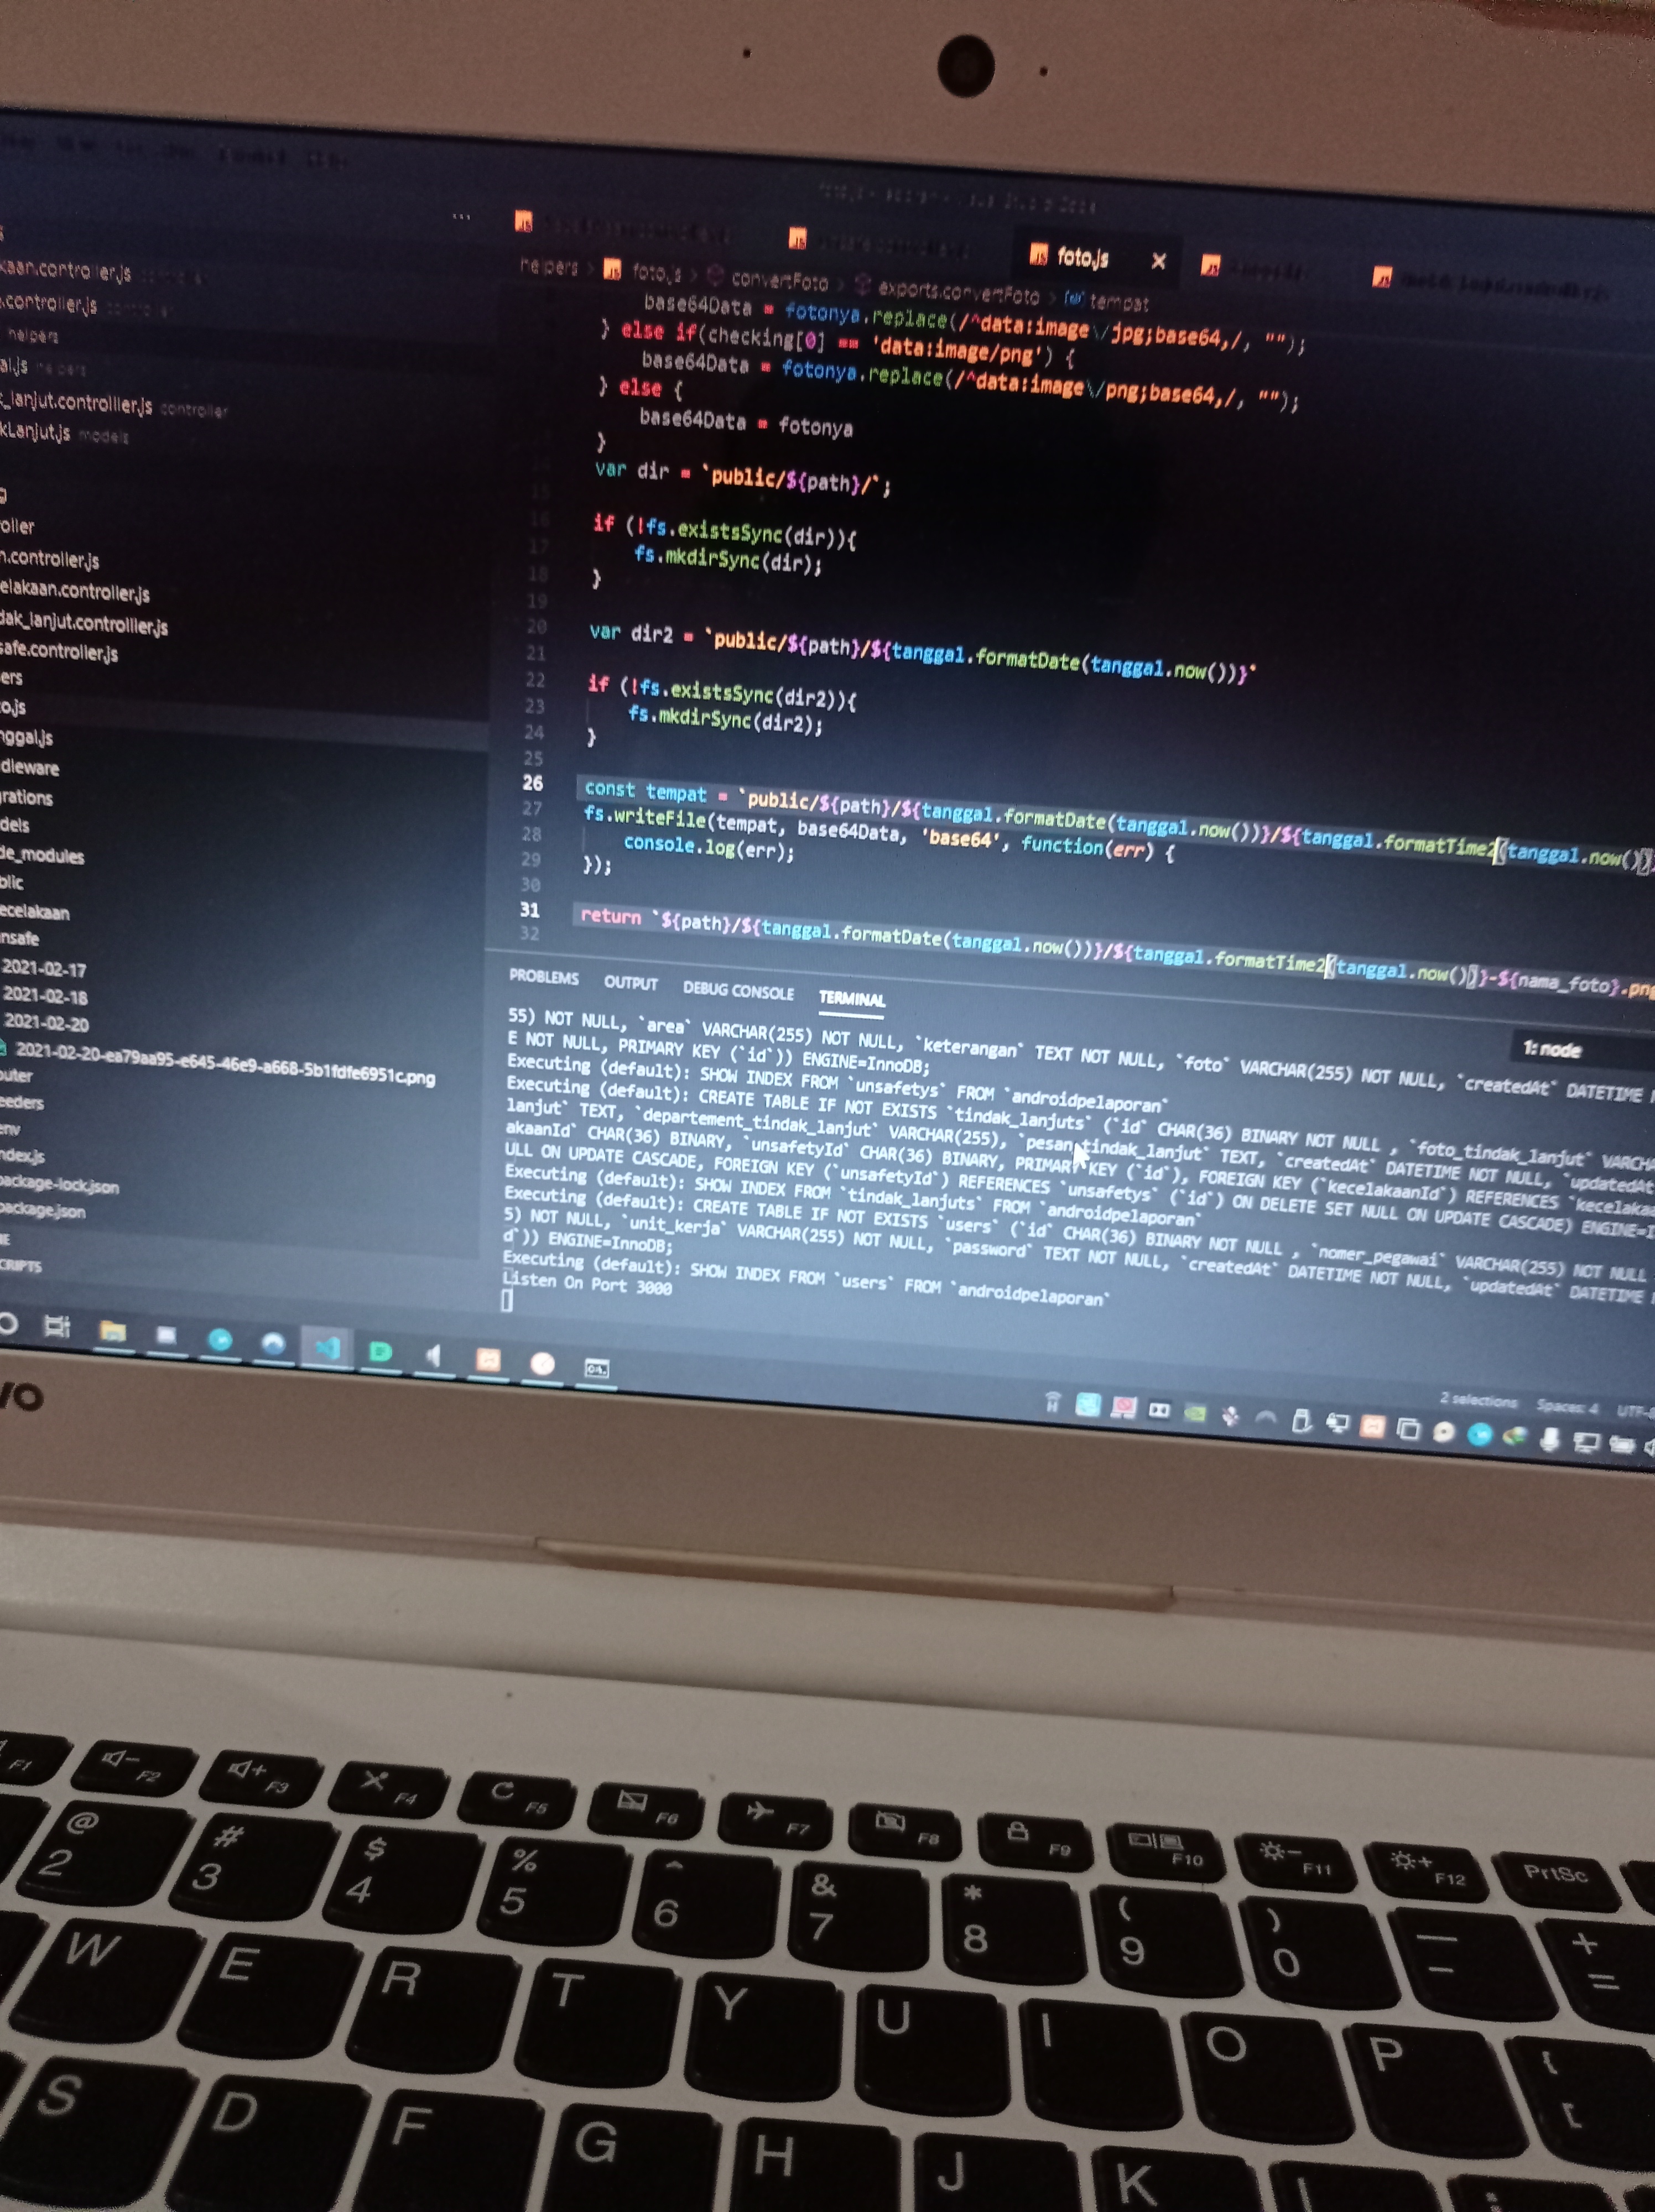 kaan.controller.js
.controller.js
helpers
al.js helpers
_lanjut.controlller.js controller
kLanjut.js models
g
oller
n.controller.js
elakaan.controller.js
dak_lanjut.controlller.js
safe.controller.js
ers
to.js
nggal.js
dleware
grations
dels
de_modules
blic
ecelakaan
nsafe
2021-02-17
2021-02-18
2021-02-20
2021-02-20-ea79aa95-e645-46e9-a668-5b1fdfe6951c.png
outer
eeders
env
ndex.js
package-lock.json
package.json
CRIPTS
foto.js ×
helpers > foto.js > convertFoto > exports.convertFoto > tempat
base64Data = fotonya.replace(/^data:image\/jpg;base64,/, "");
} else if(checking[0] == 'data:image/png') {
base64Data = fotonya.replace(/^data:image\/png;base64,/, "");
} else {
base64Data = fotonya
}
var dir = `public/${path}/`;
16 if (!fs.existsSync(dir)){
17 fs.mkdirSync(dir);
18 }
19
20 var dir2 = `public/${path}/${tanggal.formatDate(tanggal.now())}`
21
22 if (!fs.existsSync(dir2)){
23 fs.mkdirSync(dir2);
24 }
25
26 const tempat = `public/${path}/${tanggal.formatDate(tanggal.now())}/${tanggal.formatTime2(tanggal.now())}
27 fs.writeFile(tempat, base64Data, 'base64', function(err) {
28 console.log(err);
29 });
30
31 return `${path}/${tanggal.formatDate(tanggal.now())}/${tanggal.formatTime2(tanggal.now())}-${nama_foto}.png
32
PROBLEMS OUTPUT DEBUG CONSOLE TERMINAL
1: node
55) NOT NULL, `area` VARCHAR(255) NOT NULL, `keterangan` TEXT NOT NULL, `foto` VARCHAR(255) NOT NULL, `createdAt` DATETIME
E NOT NULL, PRIMARY KEY (`id`)) ENGINE=InnoDB;
Executing (default): SHOW INDEX FROM `unsafetys` FROM `androidpelaporan`
Executing (default): CREATE TABLE IF NOT EXISTS `tindak_lanjuts` (`id` CHAR(36) BINARY NOT NULL , `foto_tindak_lanjut` VARCHA
lanjut` TEXT, `departement_tindak_lanjut` VARCHAR(255), `pesan_tindak_lanjut` TEXT, `createdAt` DATETIME NOT NULL, `updatedAt
akaanId` CHAR(36) BINARY, `unsafetyId` CHAR(36) BINARY, PRIMARY KEY (`id`), FOREIGN KEY (`kecelakaanId`) REFERENCES `kecelaka
ULL ON UPDATE CASCADE, FOREIGN KEY (`unsafetyId`) REFERENCES `unsafetys` (`id`) ON DELETE SET NULL ON UPDATE CASCADE) ENGINE=I
Executing (default): SHOW INDEX FROM `tindak_lanjuts` FROM `androidpelaporan`
Executing (default): CREATE TABLE IF NOT EXISTS `users` (`id` CHAR(36) BINARY NOT NULL , `nomer_pegawai` VARCHAR(255) NOT NULL
5) NOT NULL, `unit_kerja` VARCHAR(255) NOT NULL, `password` TEXT NOT NULL, `createdAt` DATETIME NOT NULL, `updatedAt` DATETIME
d`)) ENGINE=InnoDB;
Executing (default): SHOW INDEX FROM `users` FROM `androidpelaporan`
Listen On Port 3000
2 selections Spaces: 4 UTF-8
vo
F1 F2 F3 F4 F5 F6 F7 F8 F9 F10 F11 F12 PrtSc
@ # $ % ^ & * ( ) — +
2 3 4 5 6 7 8 9 0 - =
W E R T Y U I O P { [
S D F G H J K L